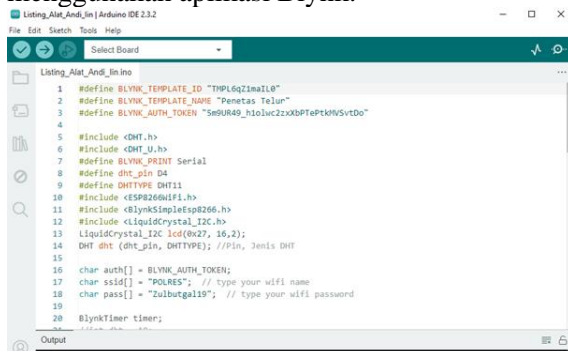 menggunakan aplikasi Blynk.
Listing_Alat_Andi_Iin | Arduino IDE 2.3.2
File Edit Sketch Tools Help
Select Board
Listing_Alat_Andi_Iin.ino
1 #define BLYNK_TEMPLATE_ID "TMPL6qZ1maIL0"
2 #define BLYNK_TEMPLATE_NAME "Penetas Telur"
3 #define BLYNK_AUTH_TOKEN "5m9UR49_h1olwc2zxXbPTePtkMVSvtDo"
4
5 #include <DHT.h>
6 #include <DHT_U.h>
7 #define BLYNK_PRINT Serial
8 #define dht_pin D4
9 #define DHTTYPE DHT11
10 #include <ESP8266WiFi.h>
11 #include <BlynkSimpleEsp8266.h>
12 #include <LiquidCrystal_I2C.h>
13 LiquidCrystal_I2C lcd(0x27, 16,2);
14 DHT dht (dht_pin, DHTTYPE); //Pin, Jenis DHT
15
16 char auth[] = BLYNK_AUTH_TOKEN;
17 char ssid[] = "POLRES"; // type your wifi name
18 char pass[] = "Zulbutgal19"; // type your wifi password
19
20 BlynkTimer timer;
Output